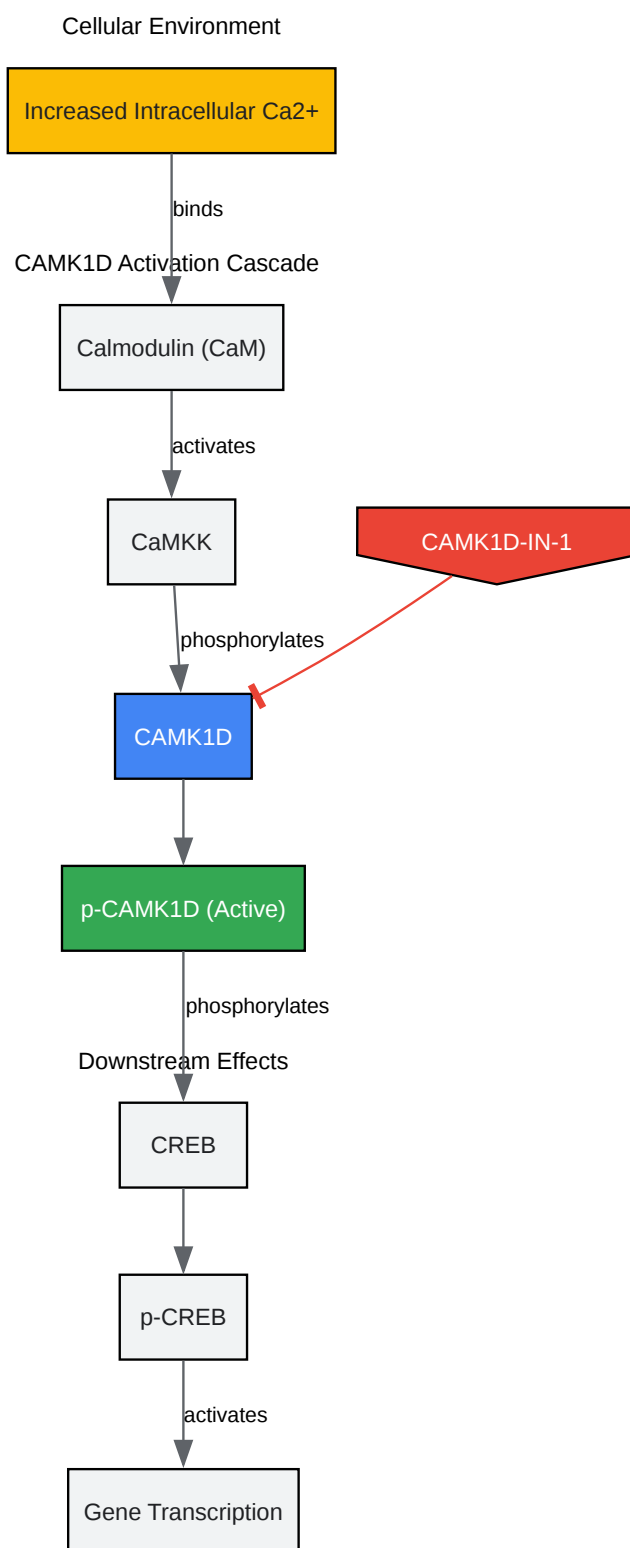 Cellular Environment
Increased Intracellular Ca2+
binds
CAMK1D Activation Cascade
Calmodulin (CaM)
activates
CaMKK
CAMK1D-IN-1
phosphorylates
CAMK1D
p-CAMK1D (Active)
phosphorylates
Downstream Effects
CREB
p-CREB
activates
Gene Transcription